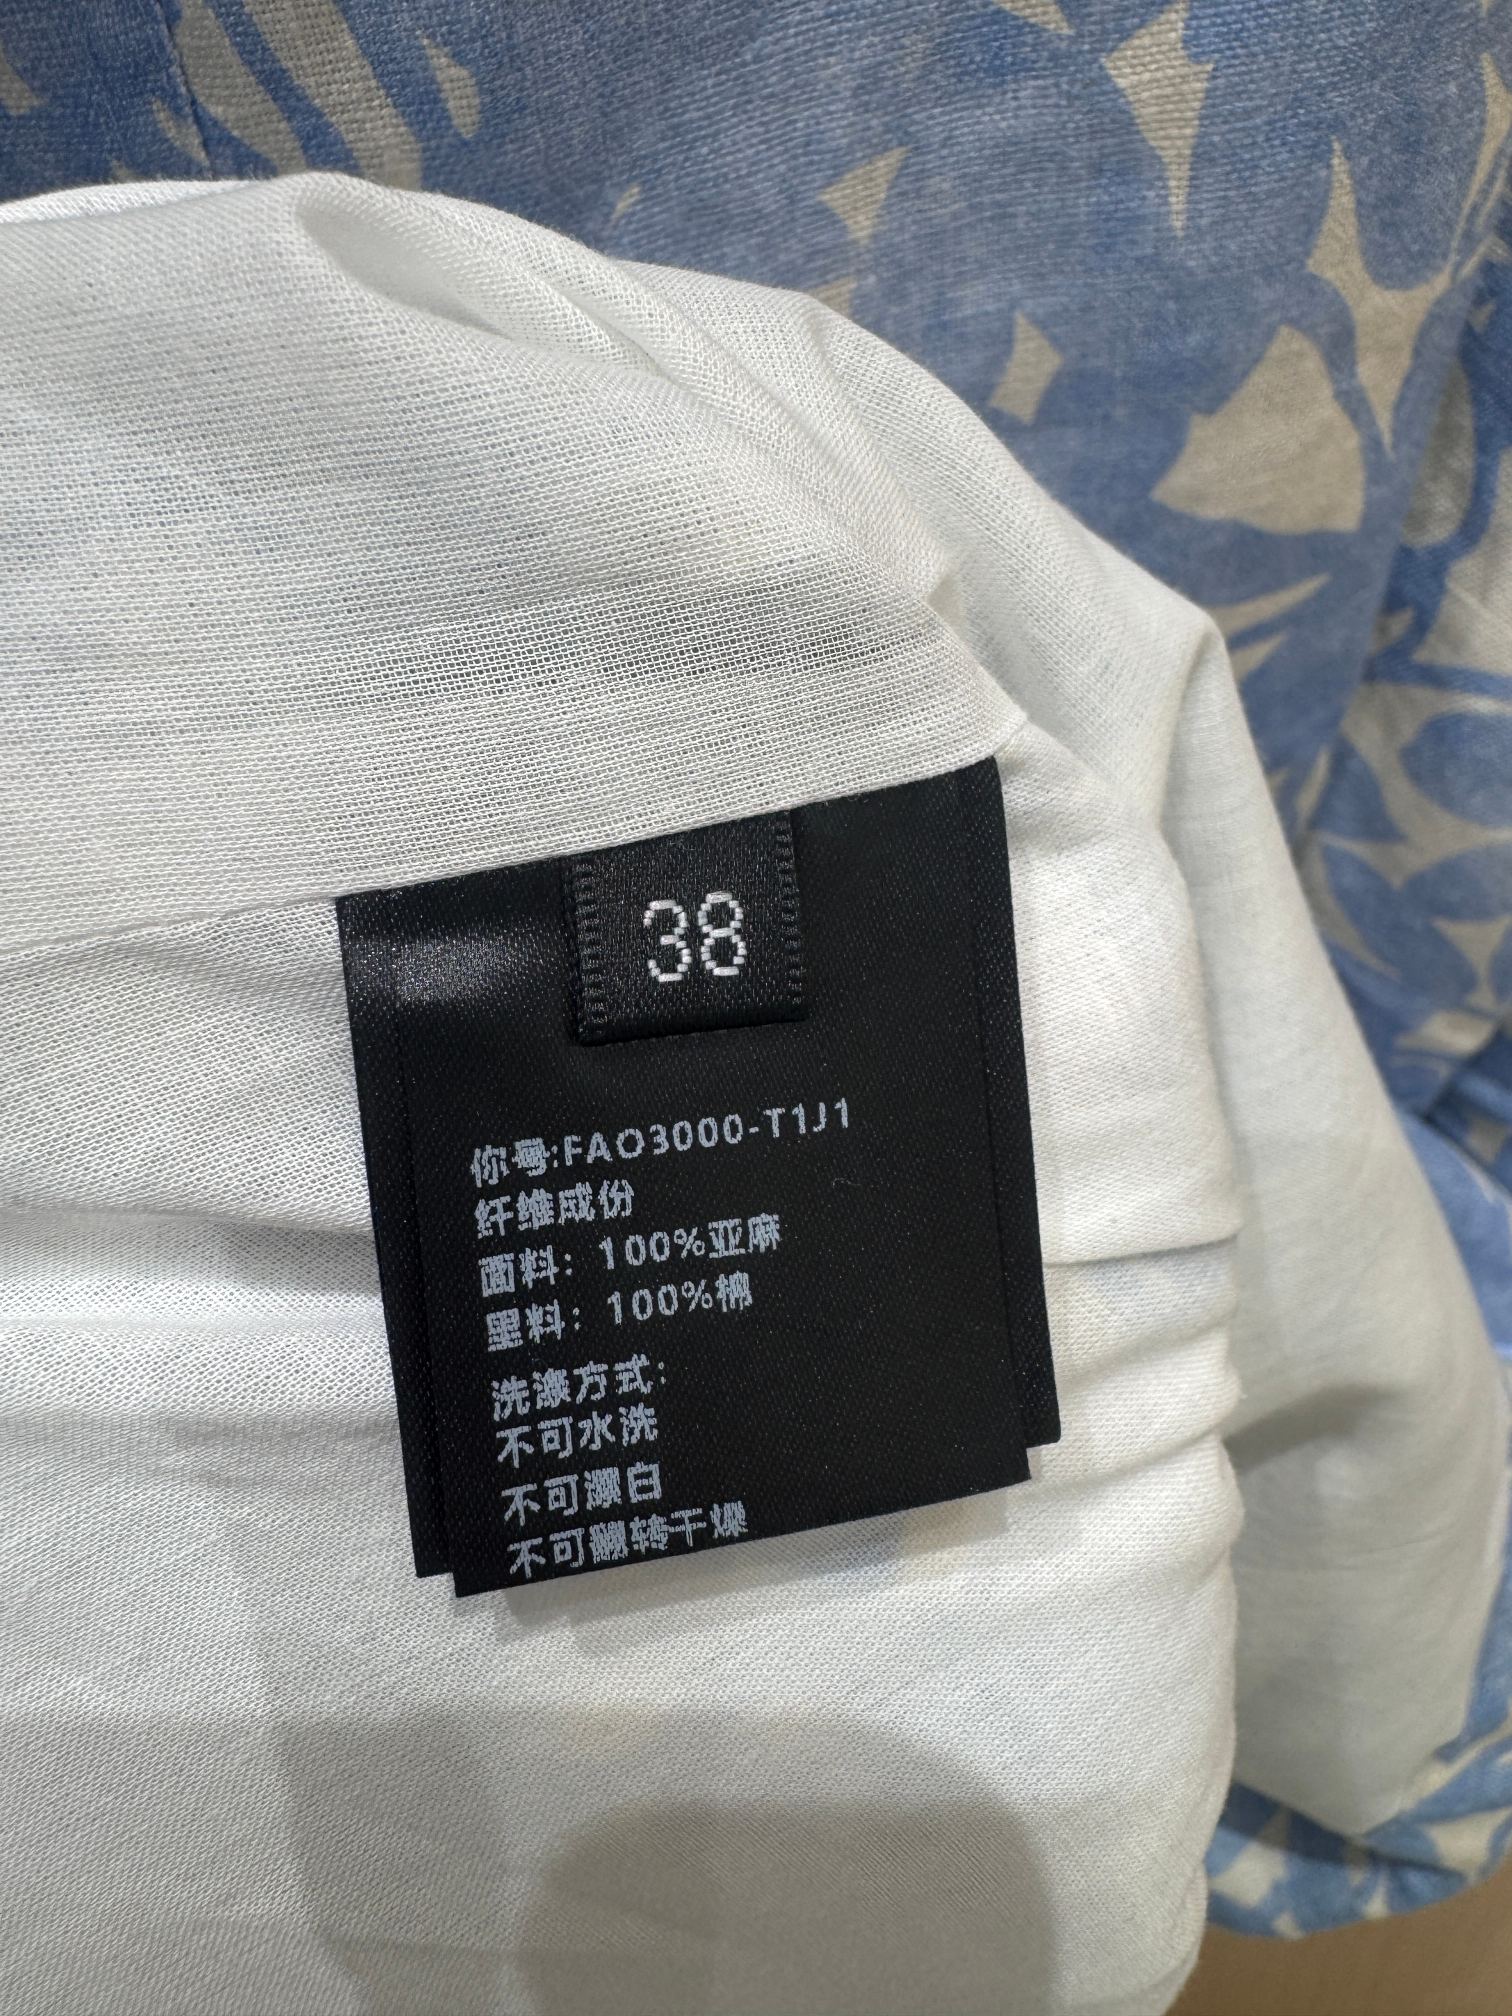 38
你号:FAO3000-T1J1
纤维成份
面料: 100%亚麻
里料: 100%棉
洗涤方式:
不可水洗
不可漂白
不可翻转干燥